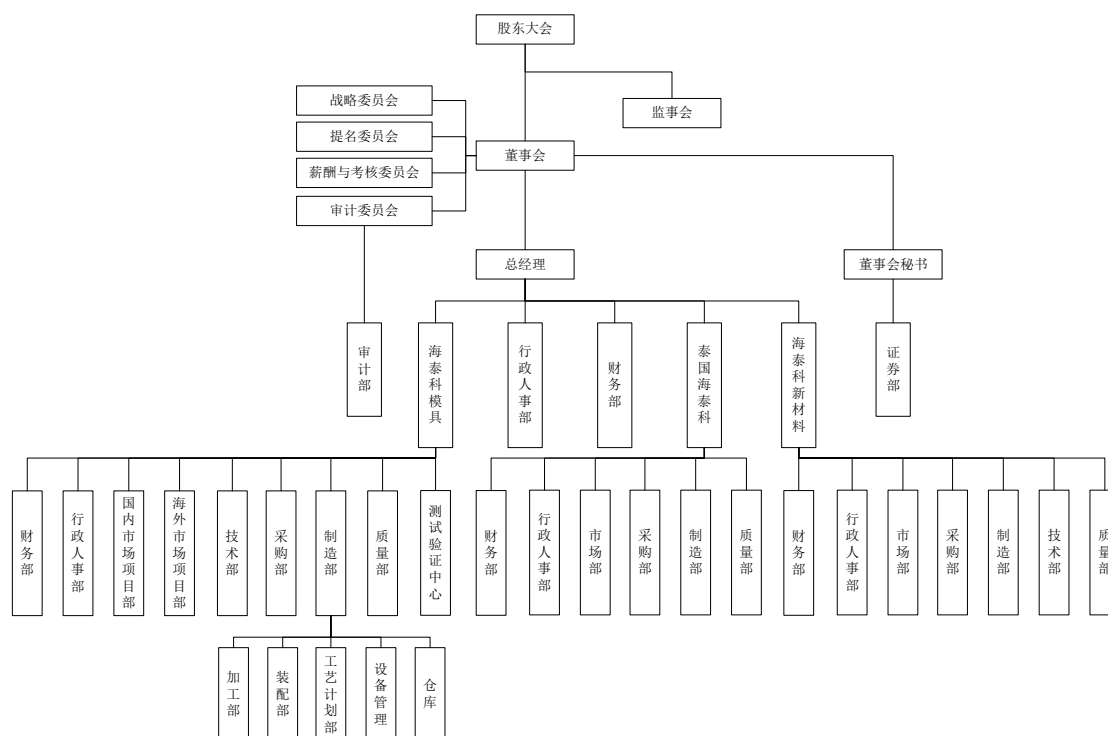 股东大会
战略委员会
监事会
提名委员会
董事会
薪酬与考核委员会
审计委员会
总经理
董事会秘书
审计部
海泰科模具
行政人事部
财务部
泰国海泰科
海泰科新材料
证券部
财务部
行政人事部
国内市场项目部
海外市场项目部
技术部
采购部
制造部
质量部
测试验证中心
财务部
行政人事部
市场部
采购部
制造部
质量部
财务部
行政人事部
市场部
采购部
制造部
技术部
质量部
加工部
装配部
工艺计划部
设备管理
仓库